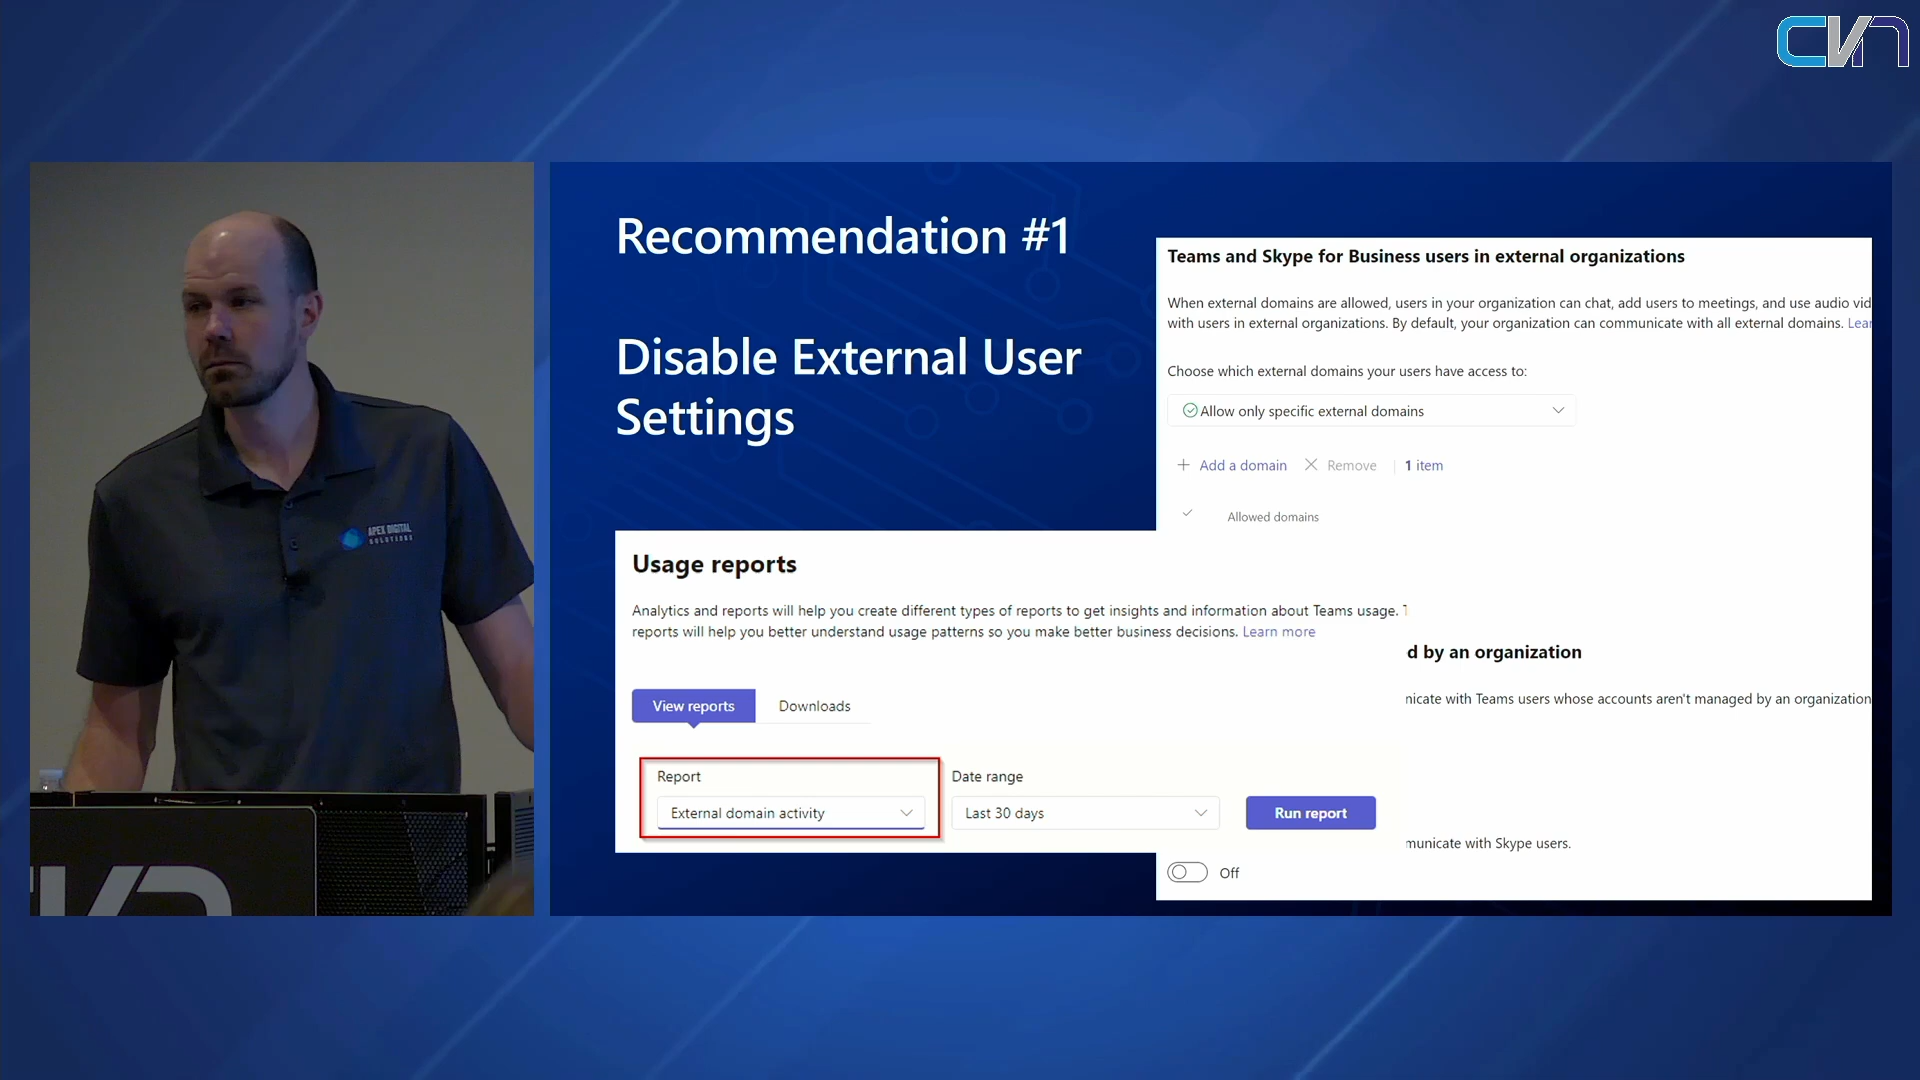 CVN
APEX DIGITAL
SOLUTIONS
Recommendation #1
Disable External User
Settings
Teams and Skype for Business users in external organizations
When external domains are allowed, users in your organization can chat, add users to meetings, and use audio vid
with users in external organizations. By default, your organization can communicate with all external domains. Lear
Choose which external domains your users have access to:
Allow only specific external domains
Add a domain Remove 1 item
Allowed domains
Usage reports
Analytics and reports will help you create different types of reports to get insights and information about Teams usage. T
reports will help you better understand usage patterns so you make better business decisions. Learn more
d by an organization
View reports Downloads
nicate with Teams users whose accounts aren't managed by an organization
Report Date range
External domain activity Last 30 days Run report
municate with Skype users.
Off